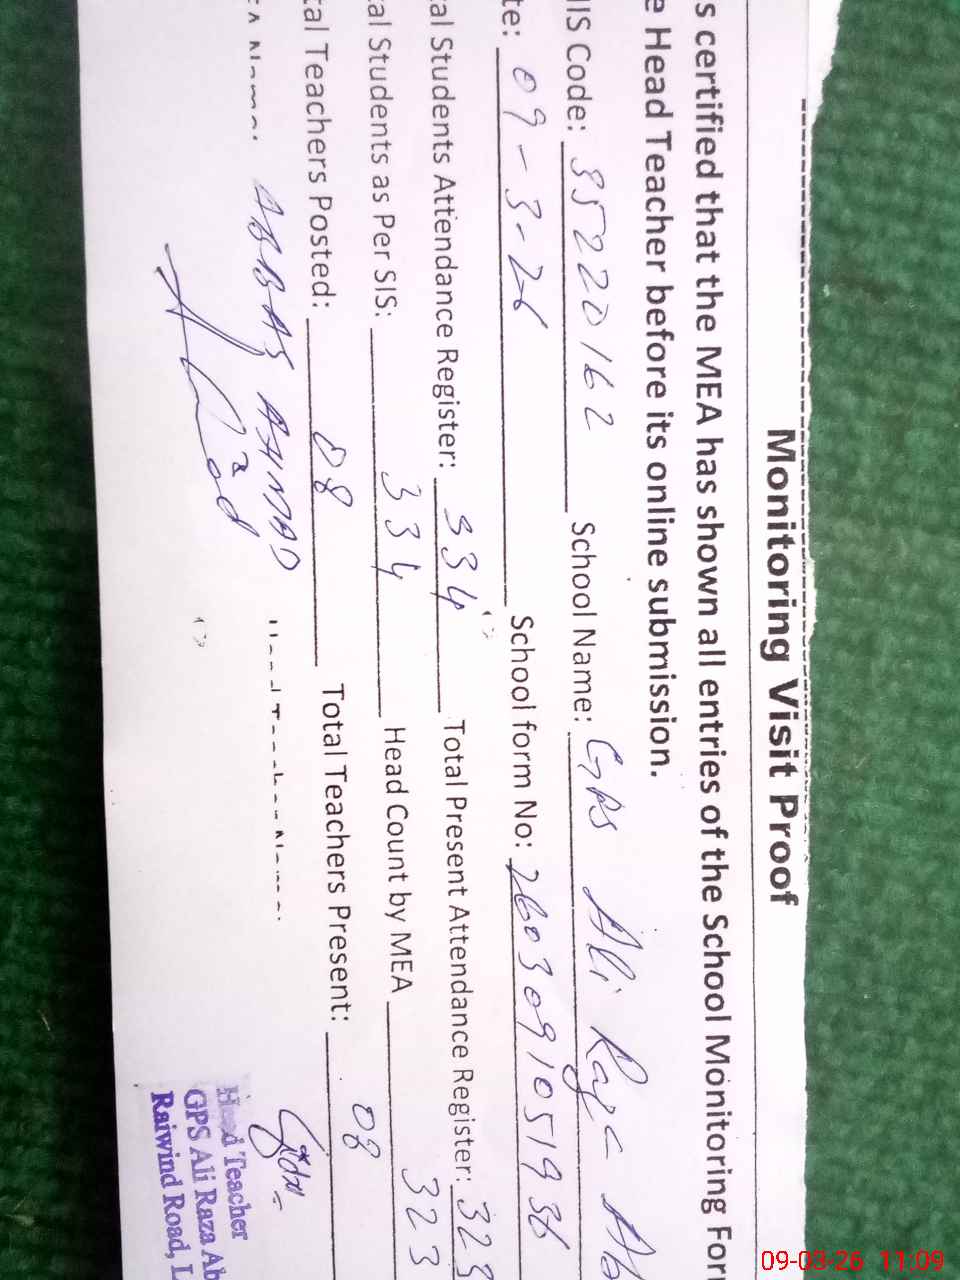 Monitoring Visit Proof
s certified that the MEA has shown all entries of the School Monitoring For
e Head Teacher before its online submission.
IS Code: 35220162 School Name: GPS Ali Raza Ab
te: 09-3-26 School form No: 260309105193
al Students Attendance Register: 334 Total Present Attendance Register: 323
al Students as Per SIS: 334 Head Count by MEA 323
tal Teachers Posted: 08 Total Teachers Present: 08
ABBAS AHMAD
Head Teacher
GPS Ali Raza Ab
Raiwind Road, L
09-03-26 11:09